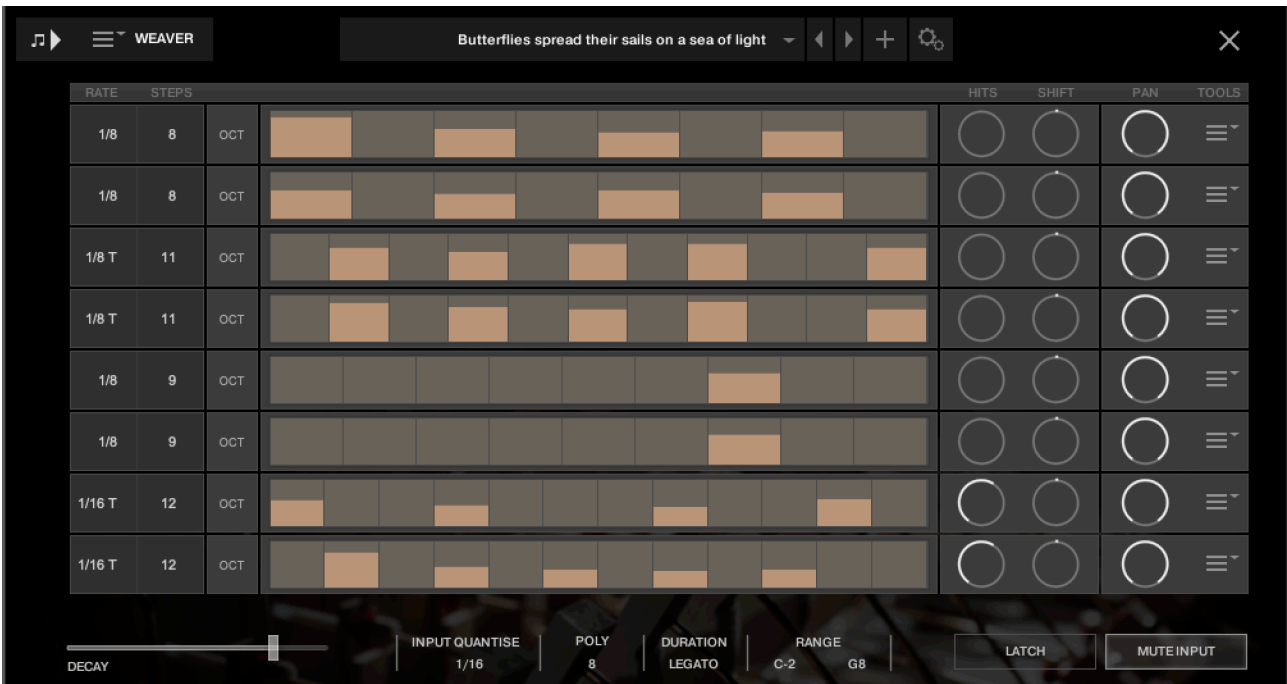 WEAVER
Butterflies spread their sails on a sea of light
RATE STEPS HITS SHIFT PAN TOOLS
1/8 8 OCT
1/8 8 OCT
1/8 T 11 OCT
1/8 T 11 OCT
1/8 9 OCT
1/8 9 OCT
1/16 T 12 OCT
1/16 T 12 OCT
INPUT QUANTISE POLY DURATION RANGE
LATCH MUTE INPUT
DECAY 1/16 8 LEGATO C-2 G8